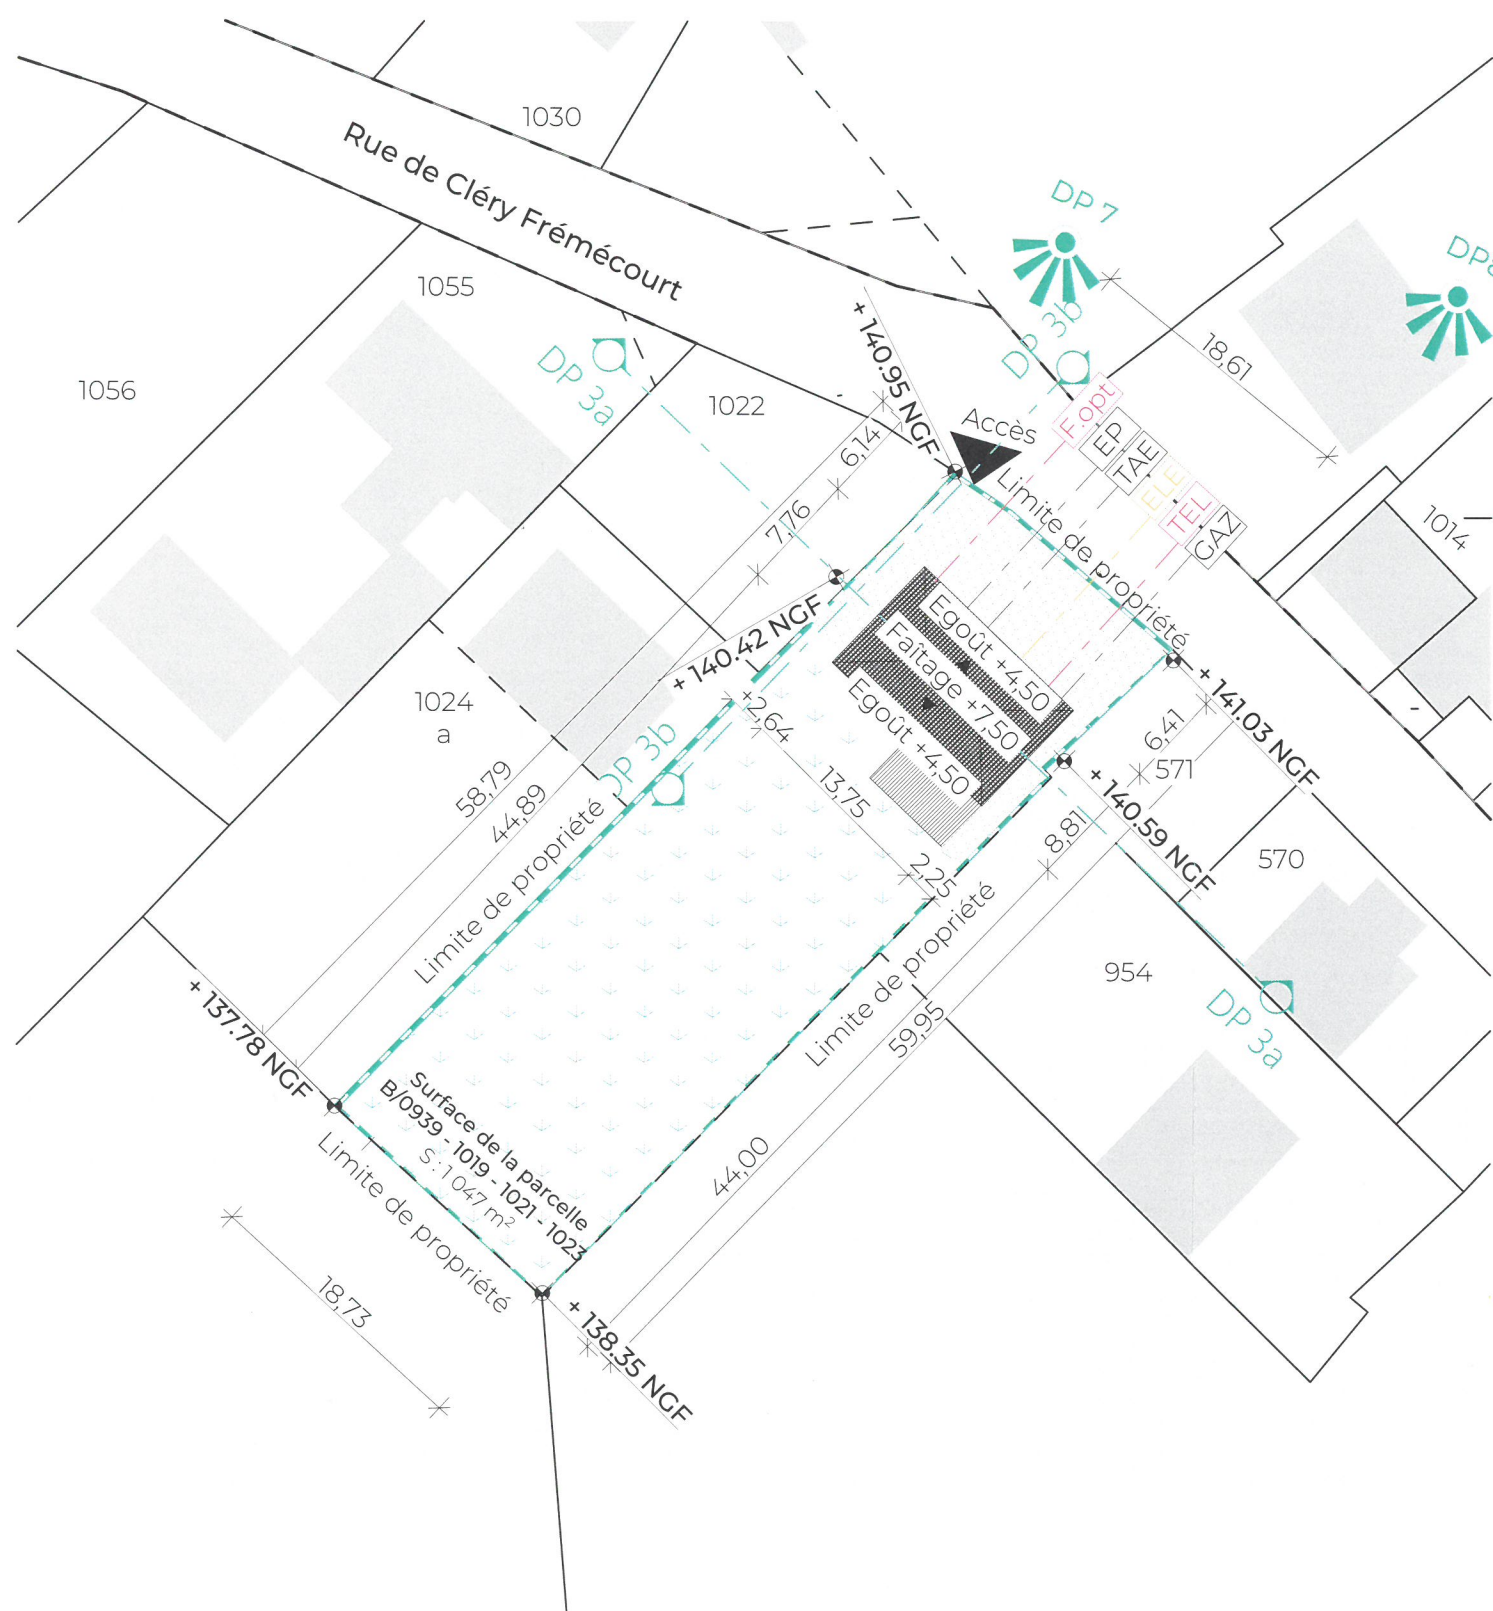 1030
Rue de Cléry Frémécourt
DP 7
DP8
DP 3b
1055
DP 3a
1056
1022
18,61
+ 140.95 NGF
Accès
F.opt
EP
TAE
ELE
TEL
GAZ
1014
6,14
7,76
Limite de propriété
+ 140.42 NGF
Egoût +4,50
Faîtage +7,50
Egoût +4,50
+ 141.03 NGF
6,41
571
1024
a
DP 3b
2,64
13,75
+ 140.59 NGF
58,79
44,89
8,81
570
2,25
Limite de propriété
Limite de propriété
954
DP 3a
59,95
+ 137.78 NGF
Surface de la parcelle
B/0939 - 1019 - 1021 - 1023
S : 1 047 m²
44,00
Limite de propriété
18,73
+ 138.35 NGF